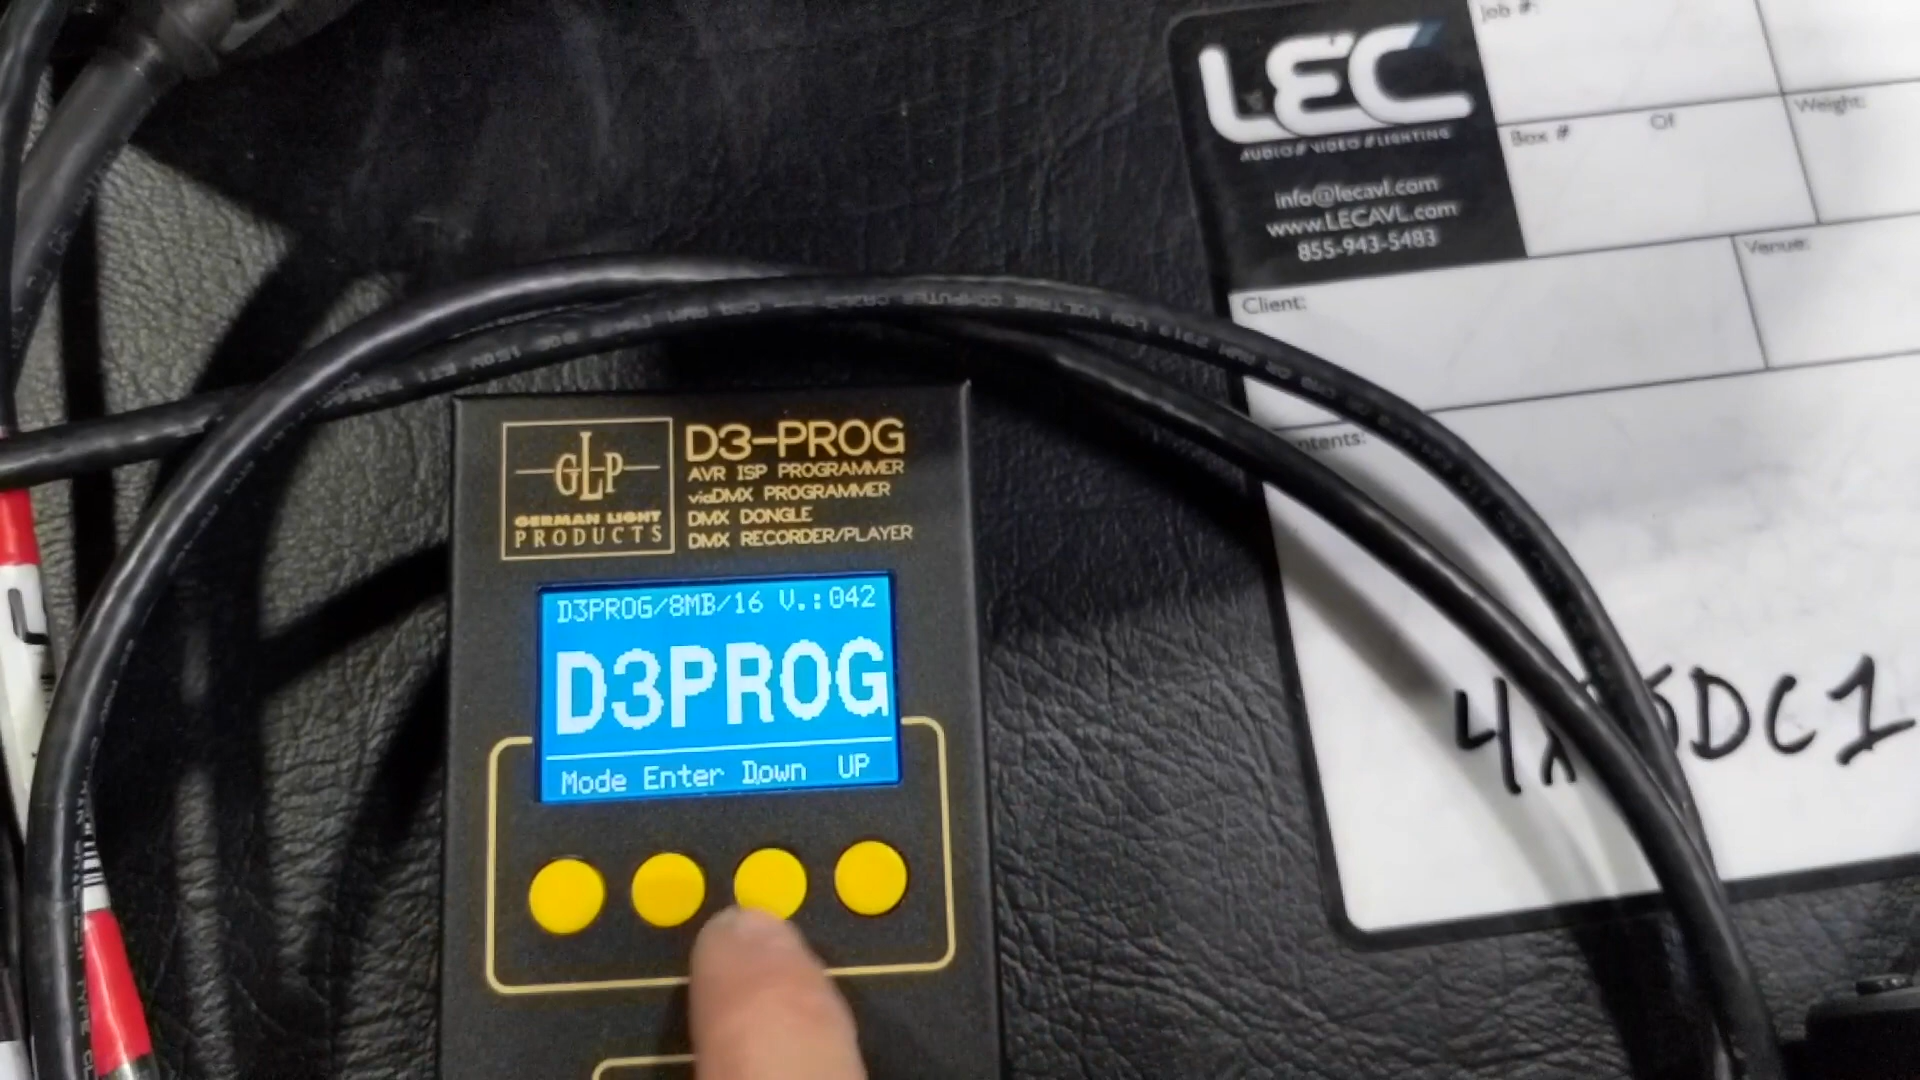 LEC
AUDIO // VIDEO // LIGHTING
info@lecavl.com
www.LECAVL.com
855-943-5483
Job #:
Box # Of
Weight:
Client:
Venue:
ntents:
DC1
GLP
GERMAN LIGHT
PRODUCTS
D3-PROG
AVR ISP PROGRAMMER
viaDMX PROGRAMMER
DMX DONGLE
DMX RECORDER/PLAYER
D3PROG/8MB/16 V.:042
D3PROG
Mode Enter Down UP